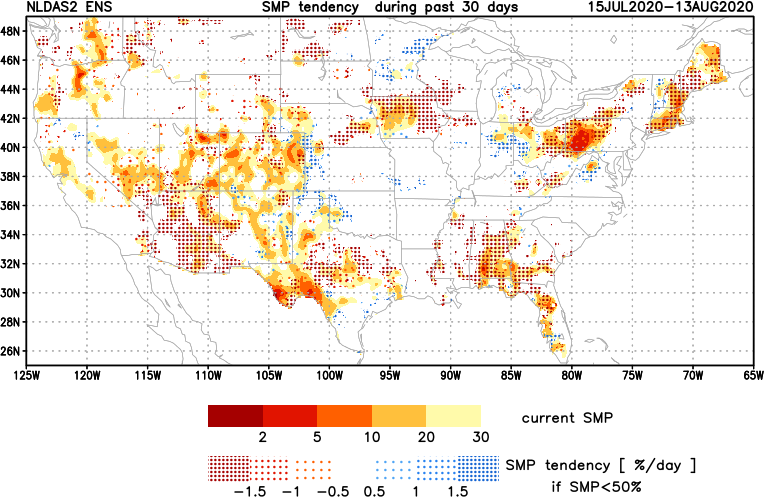 NLDAS2 ENS SMP tendency during past 30 days 15JUL2020-13AUG2020
48N
46N
44N
42N
40N
38N
36N
34N
32N
30N
28N
26N
125W 120W 115W 110W 105W 100W 95W 90W 85W 80W 75W 70W 65W
current SMP
2 5 10 20 30
SMP tendency [ %/day ]
-1.5 -1 -0.5 0.5 1 1.5
if SMP<50%